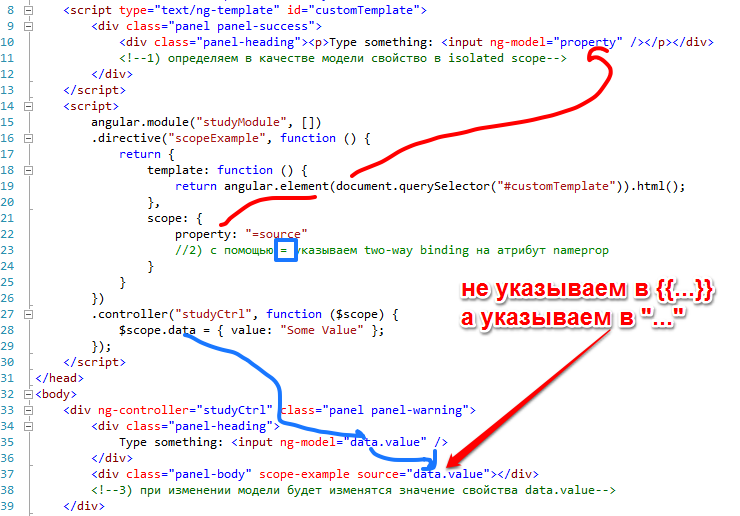 8 <script type="text/ng-template" id="customTemplate">
9 <div class="panel panel-success">
10 <div class="panel-heading"><p>Type something: <input ng-model="property" /></p></div>
11 <!--1) определяем в качестве модели свойство в isolated scope-->
12 </div>
13 </script>
14 <script>
15 angular.module("studyModule", [])
16 .directive("scopeExample", function () {
17 return {
18 template: function () {
19 return angular.element(document.querySelector("#customTemplate")).html();
20 },
21 scope: {
22 property: "=source"
23 //2) с помощью = указываем two-way binding на атрибут nameprop
24 }
25 }
26 })
не указываем в {{...}}
27 .controller("studyCtrl", function ($scope) {
а указываем в "..."
28 $scope.data = { value: "Some Value" };
29 });
30 </script>
31 </head>
32 <body>
33 <div ng-controller="studyCtrl" class="panel panel-warning">
34 <div class="panel-heading">
35 Type something: <input ng-model="data.value" />
36 </div>
37 <div class="panel-body" scope-example source="data.value"></div>
38 <!--3) при изменении модели будет изменятся значение свойства data.value-->
39 </div>